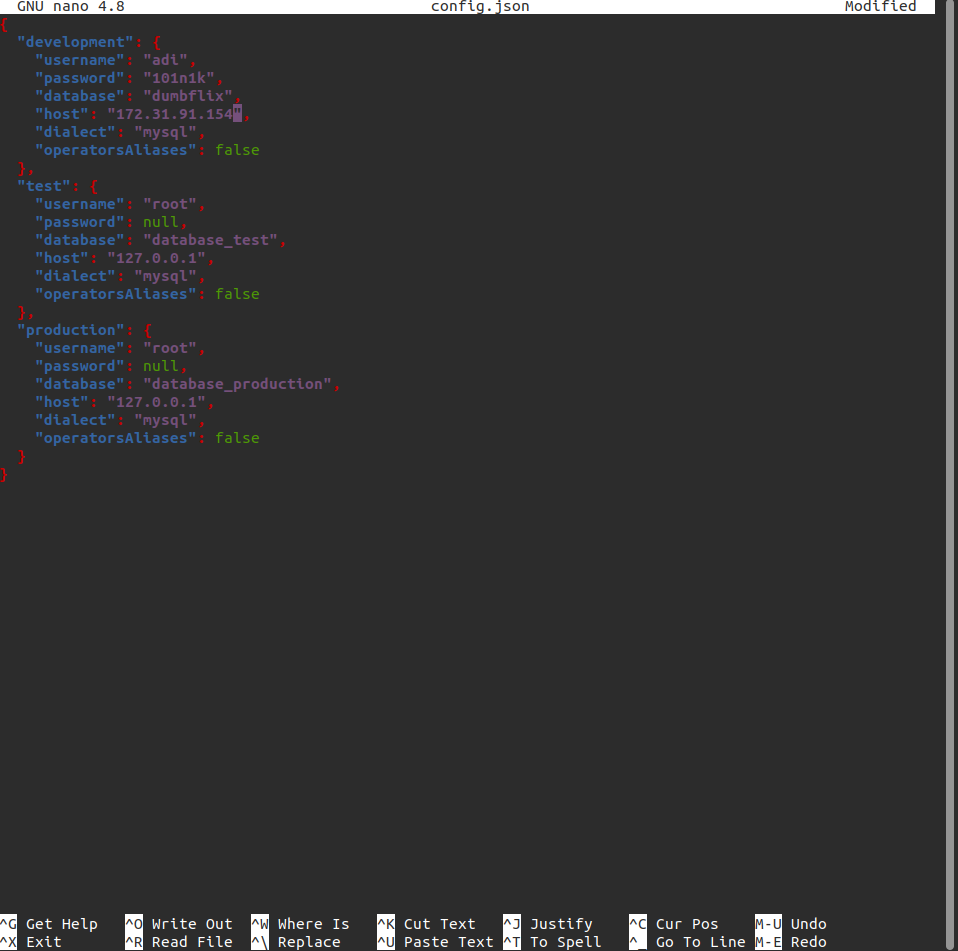 GNU nano 4.8 config.json Modified
{
  "development": {
    "username": "adi",
    "password": "101n1k",
    "database": "dumbflix",
    "host": "172.31.91.154",
    "dialect": "mysql",
    "operatorsAliases": false
  },
  "test": {
    "username": "root",
    "password": null,
    "database": "database_test",
    "host": "127.0.0.1",
    "dialect": "mysql",
    "operatorsAliases": false
  },
  "production": {
    "username": "root",
    "password": null,
    "database": "database_production",
    "host": "127.0.0.1",
    "dialect": "mysql",
    "operatorsAliases": false
  }
}
^G Get Help ^O Write Out ^W Where Is ^K Cut Text ^J Justify ^C Cur Pos M-U Undo
^X Exit ^R Read File ^\ Replace ^U Paste Text ^T To Spell ^_ Go To Line M-E Redo